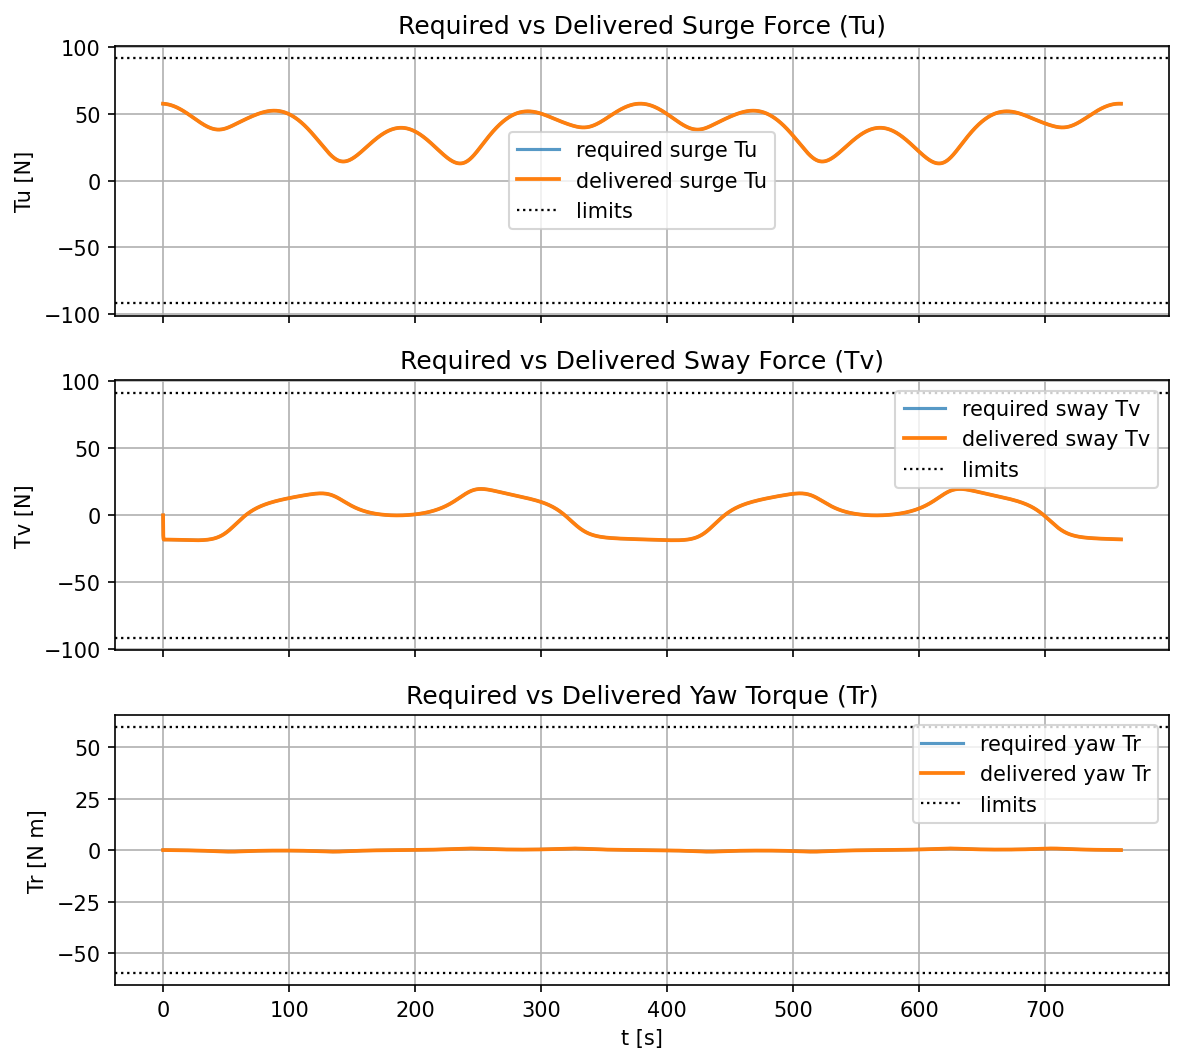 Required vs Delivered Surge Force (Tu)
100
50
0
−50
−100
Tu [N]
required surge Tu
delivered surge Tu
limits
Required vs Delivered Sway Force (Tv)
100
50
0
−50
−100
Tv [N]
required sway Tv
delivered sway Tv
limits
Required vs Delivered Yaw Torque (Tr)
50
25
0
−25
−50
Tr [N m]
required yaw Tr
delivered yaw Tr
limits
0 100 200 300 400 500 600 700
t [s]